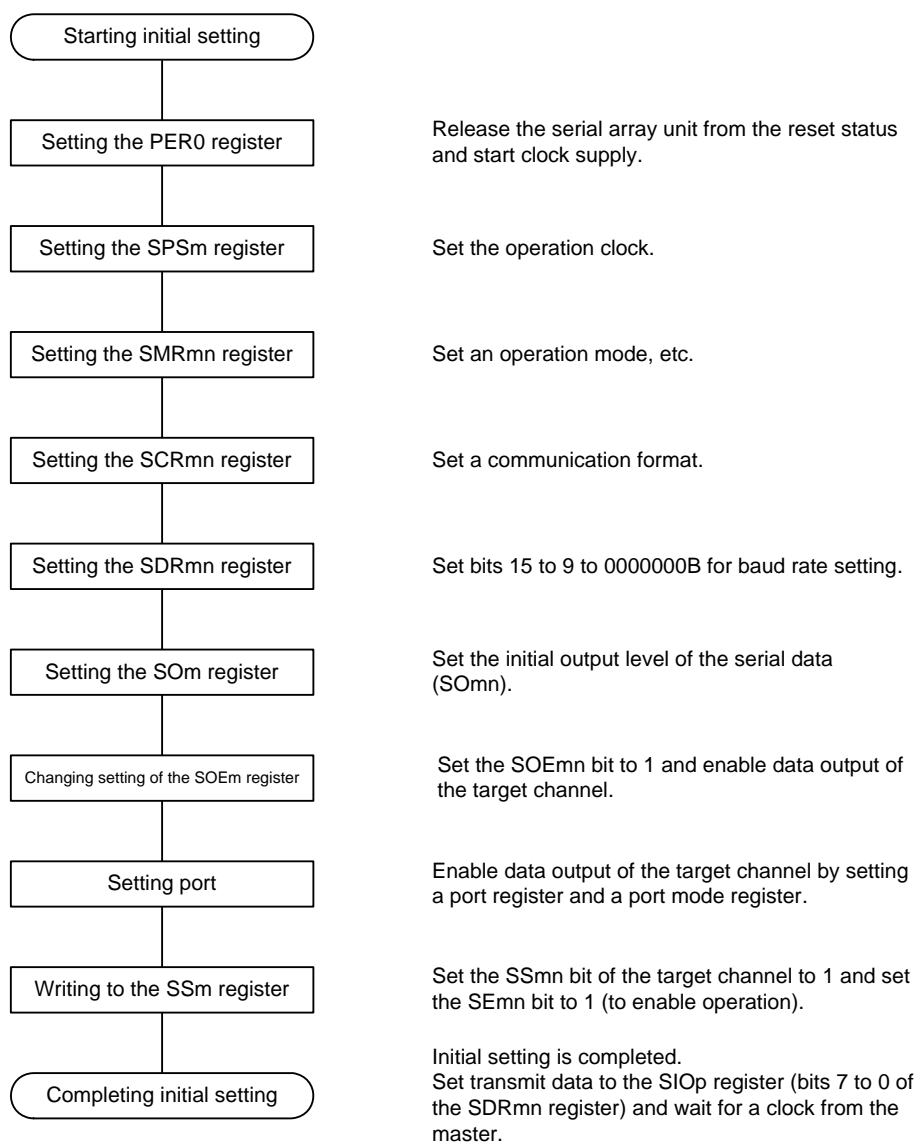 Starting initial setting
Setting the PER0 register
Release the serial array unit from the reset status
and start clock supply.
Setting the SPSm register
Set the operation clock.
Setting the SMRmn register
Set an operation mode, etc.
Setting the SCRmn register
Set a communication format.
Setting the SDRmn register
Set bits 15 to 9 to 0000000B for baud rate setting.
Setting the SOm register
Set the initial output level of the serial data
(SOmn).
Changing setting of the SOEm register
Set the SOEmn bit to 1 and enable data output of
the target channel.
Setting port
Enable data output of the target channel by setting
a port register and a port mode register.
Writing to the SSm register
Set the SSmn bit of the target channel to 1 and set
the SEmn bit to 1 (to enable operation).
Completing initial setting
Initial setting is completed.
Set transmit data to the SIOp register (bits 7 to 0 of
the SDRmn register) and wait for a clock from the
master.